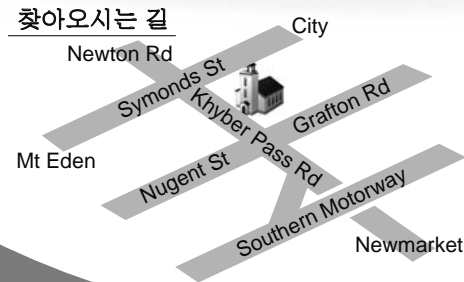 찾아오시는 길
City
Newton Rd
Symonds St
Khyber Pass Rd
Grafton Rd
Mt Eden
Nugent St
Southern Motorway
Newmarket